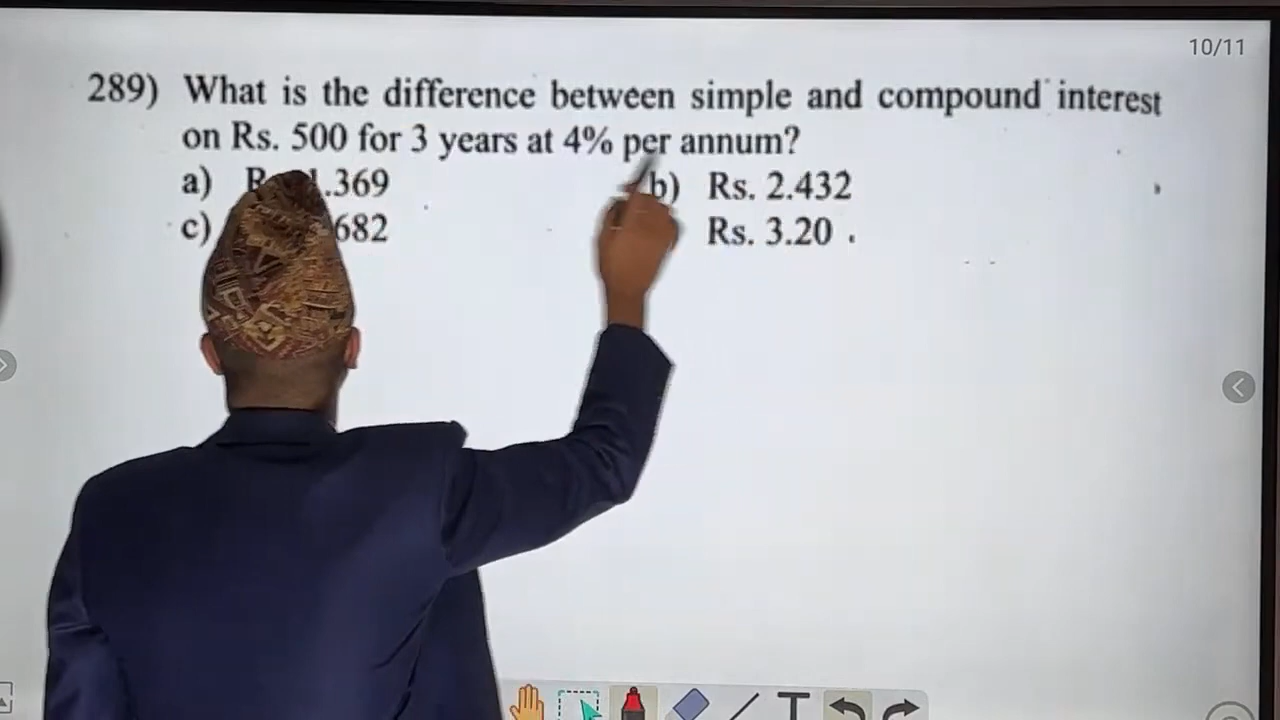 10/11
289) What is the difference between simple and compound interest
on Rs. 500 for 3 years at 4% per annum?
a) .369 b) Rs. 2.432
c) 682 Rs. 3.20